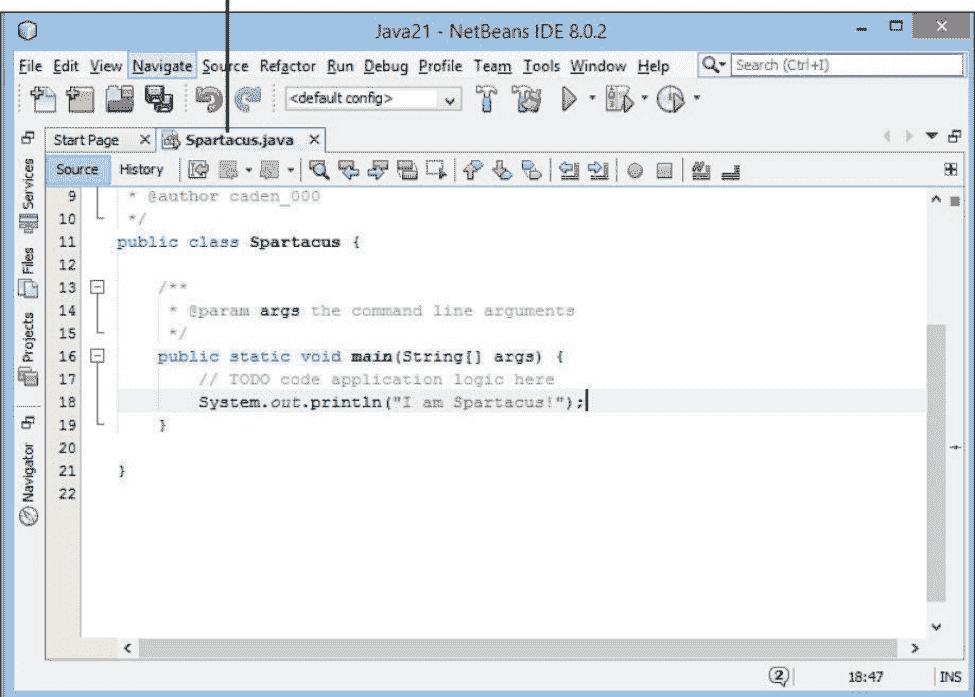 Java21 - NetBeans IDE 8.0.2
File Edit View Navigate Source Refactor Run Debug Profile Team Tools Window Help Search (Ctrl+I)
<default config>
Start Page Spartacus.java
Source History
9 * @author caden_000
10 */
11 public class Spartacus {
12
13 /**
14 * @param args the command line arguments
15 */
16 public static void main(String[] args) {
17 // TODO code application logic here
18 System.out.println("I am Spartacus!");
19 }
20
21 }
22
Services
Files
Projects
Navigator
2 18:47 INS